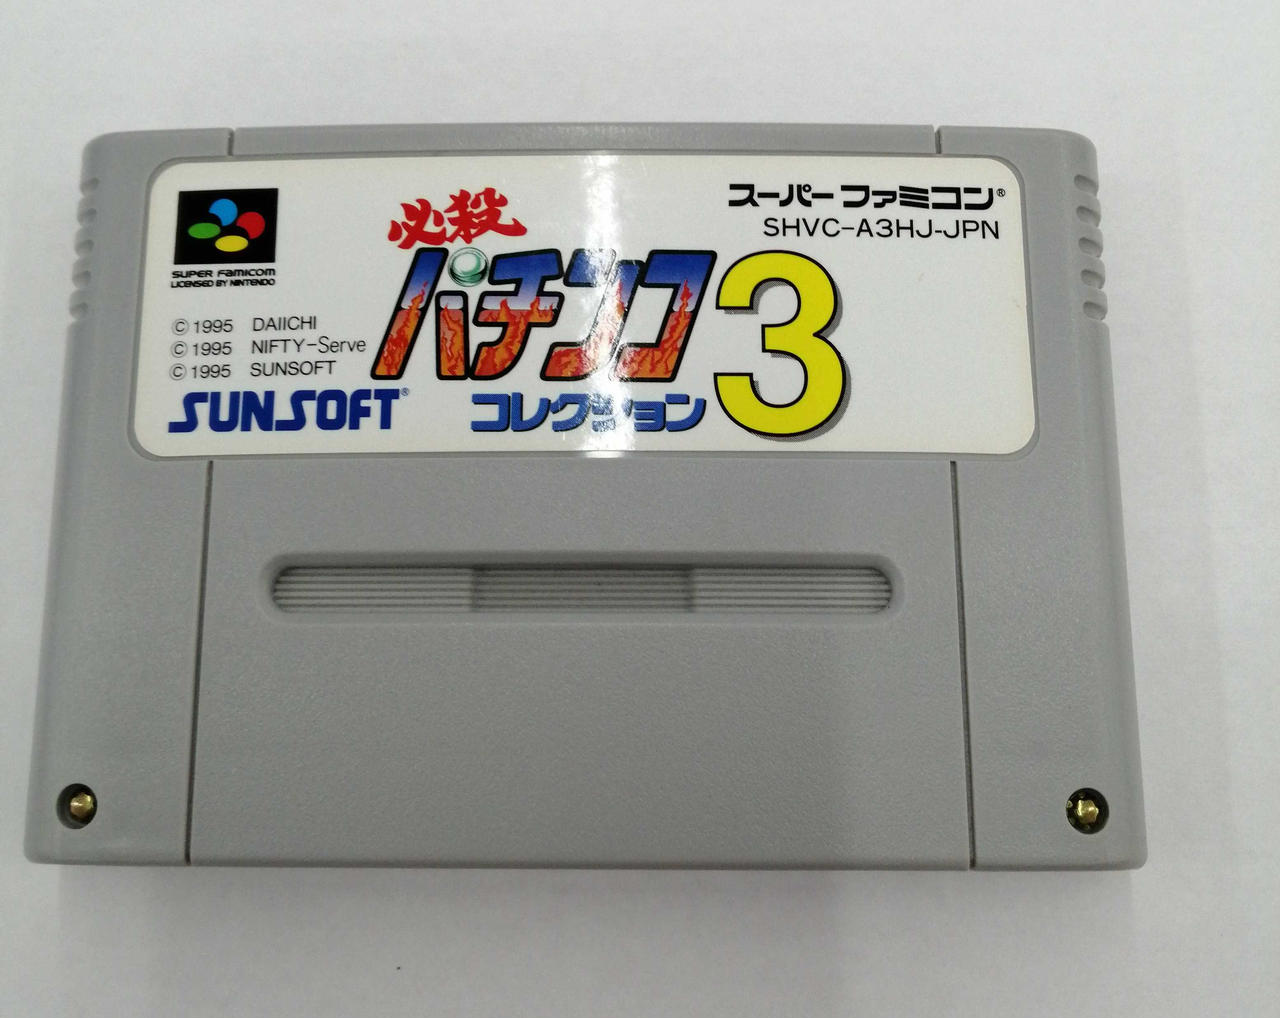 必殺
パチンコ3
コレクション
スーパーファミコン®
SHVC-A3HJ-JPN
SUPER FAMICOM
LICENSED BY NINTENDO
© 1995 DAIICHI
© 1995 NIFTY-Serve
© 1995 SUNSOFT
SUNSOFT®